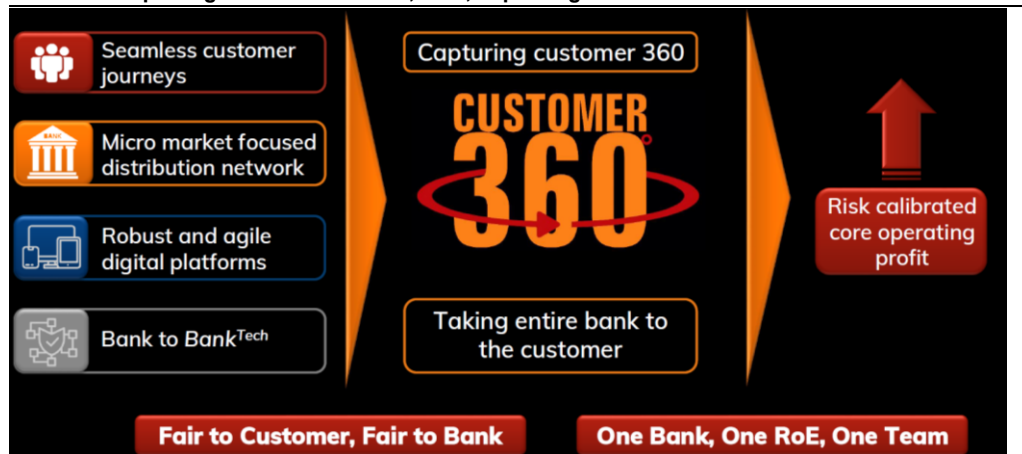 Seamless customer
journeys
Micro market focused
distribution network
Robust and agile
digital platforms
Bank to BankTech
Capturing customer 360
CUSTOMER
360°
Taking entire bank to
the customer
Risk calibrated
core operating
profit
Fair to Customer, Fair to Bank
One Bank, One RoE, One Team